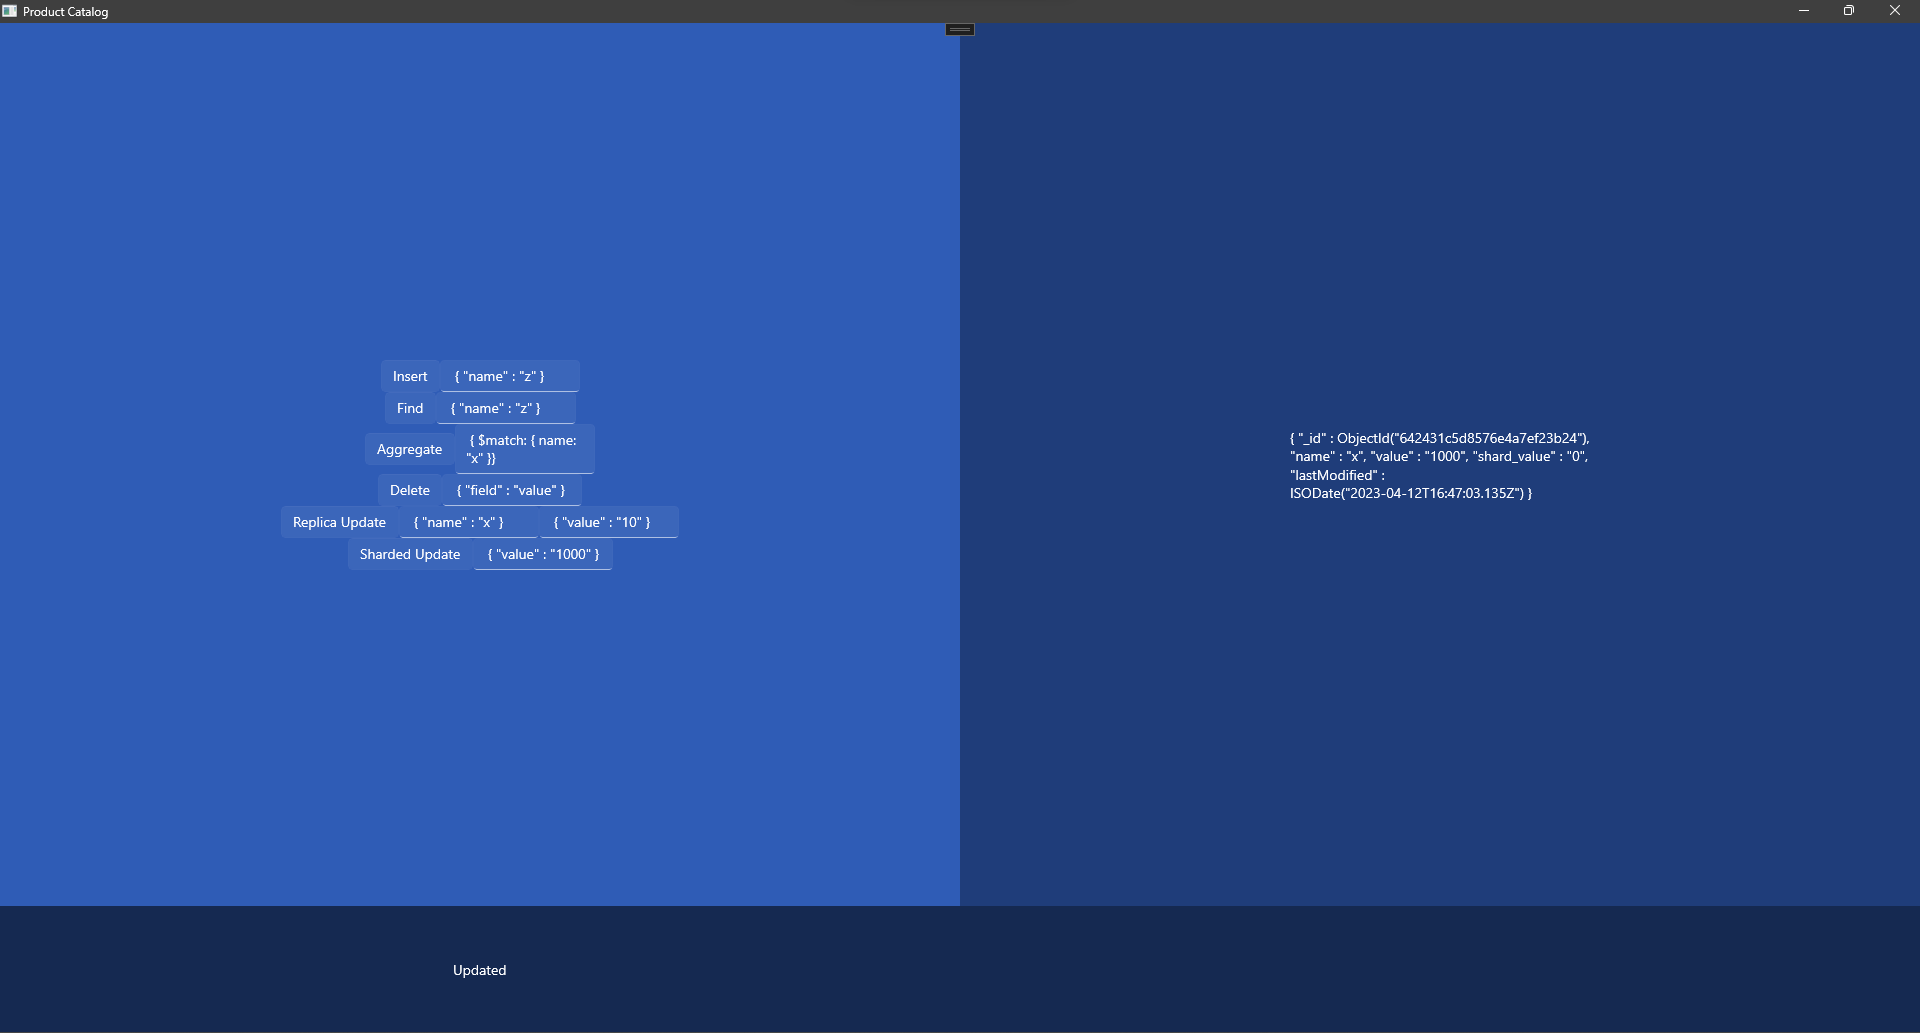 Product Catalog
Insert { "name" : "z" }
Find { "name" : "z" }
Aggregate { $match: { name:
"x" }}
Delete { "field" : "value" }
Replica Update { "name" : "x" } { "value" : "10" }
Sharded Update { "value" : "1000" }
{ "_id" : ObjectId("642431c5d8576e4a7ef23b24"),
"name" : "x", "value" : "1000", "shard_value" : "0",
"lastModified" :
ISODate("2023-04-12T16:47:03.135Z") }
Updated